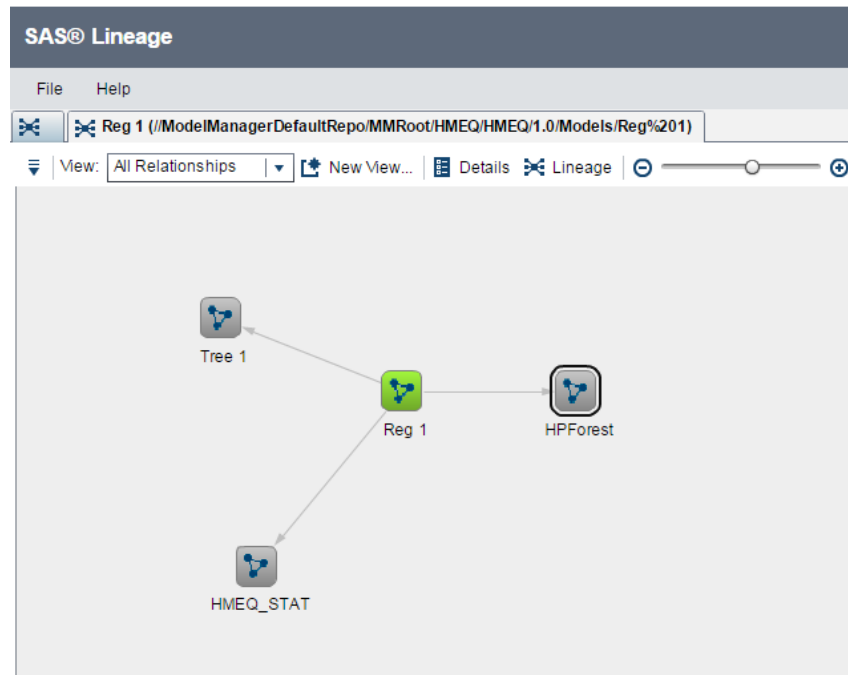 SAS® Lineage
File Help
Reg 1 (//ModelManagerDefaultRepo/MMRoot/HMEQ/HMEQ/1.0/Models/Reg%201)
View: All Relationships New View... Details Lineage
Tree 1
Reg 1
HPForest
HMEQ_STAT